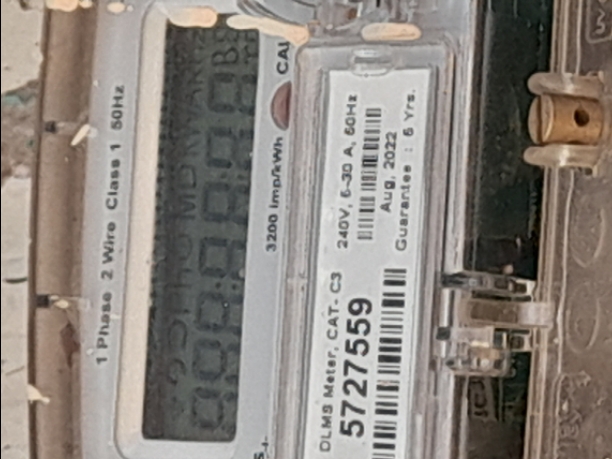 1 Phase 2 Wire Class 1 50Hz
3200 imp/kWh CAL
DLMS Meter, CAT- C3
5727559
240V, 5-30 A, 50Hz
Aug, 2022
Guarantee : 5 Yrs.